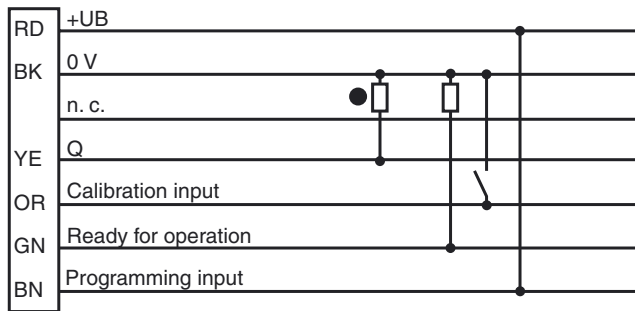 RD +UB
BK 0 V
n. c.
YE Q
OR Calibration input
GN Ready for operation
BN Programming input